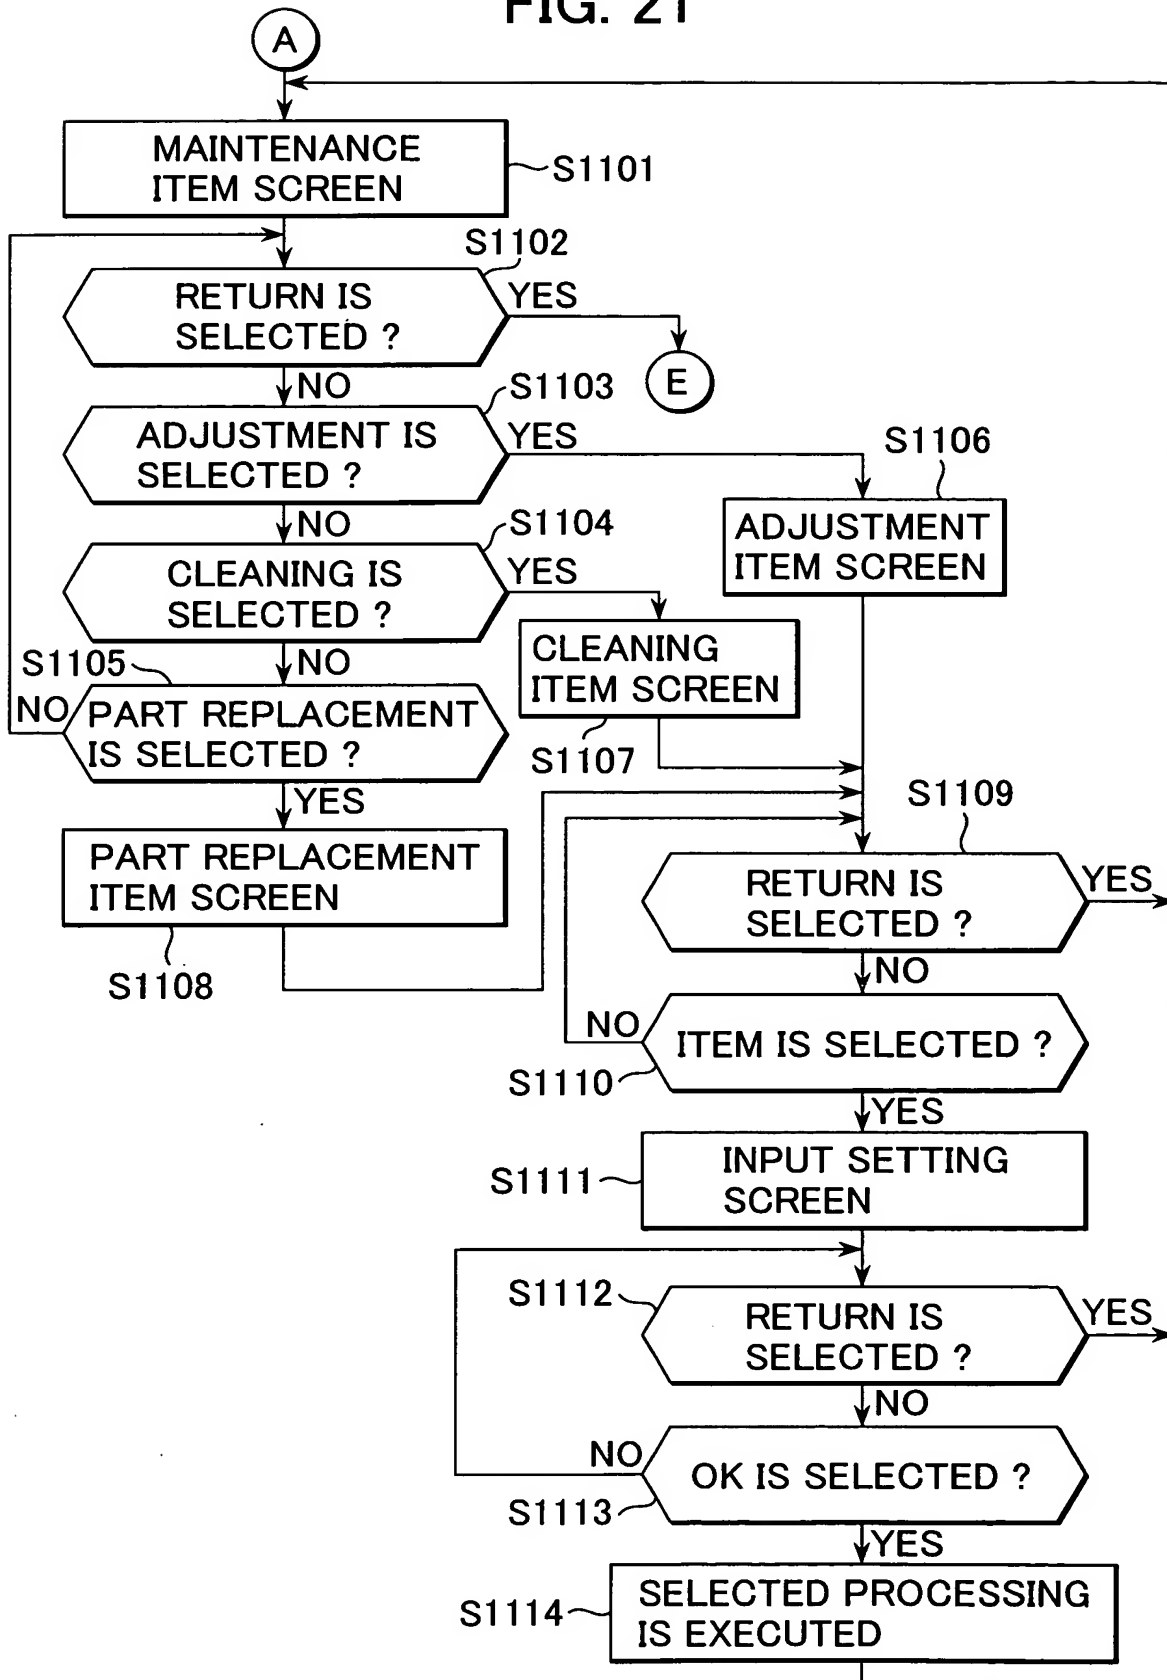 FIG. 21
A
MAINTENANCE
ITEM SCREEN
S1101
S1102
RETURN IS
SELECTED ?
YES
E
NO
S1103
ADJUSTMENT IS
SELECTED ?
YES
S1106
ADJUSTMENT
ITEM SCREEN
NO
S1104
CLEANING IS
SELECTED ?
YES
CLEANING
ITEM SCREEN
S1107
NO
S1105
NO
PART REPLACEMENT
IS SELECTED ?
YES
PART REPLACEMENT
ITEM SCREEN
S1108
S1109
RETURN IS
SELECTED ?
YES
NO
NO
ITEM IS SELECTED ?
S1110
YES
INPUT SETTING
SCREEN
S1111
S1112
RETURN IS
SELECTED ?
YES
NO
NO
OK IS SELECTED ?
S1113
YES
SELECTED PROCESSING
IS EXECUTED
S1114